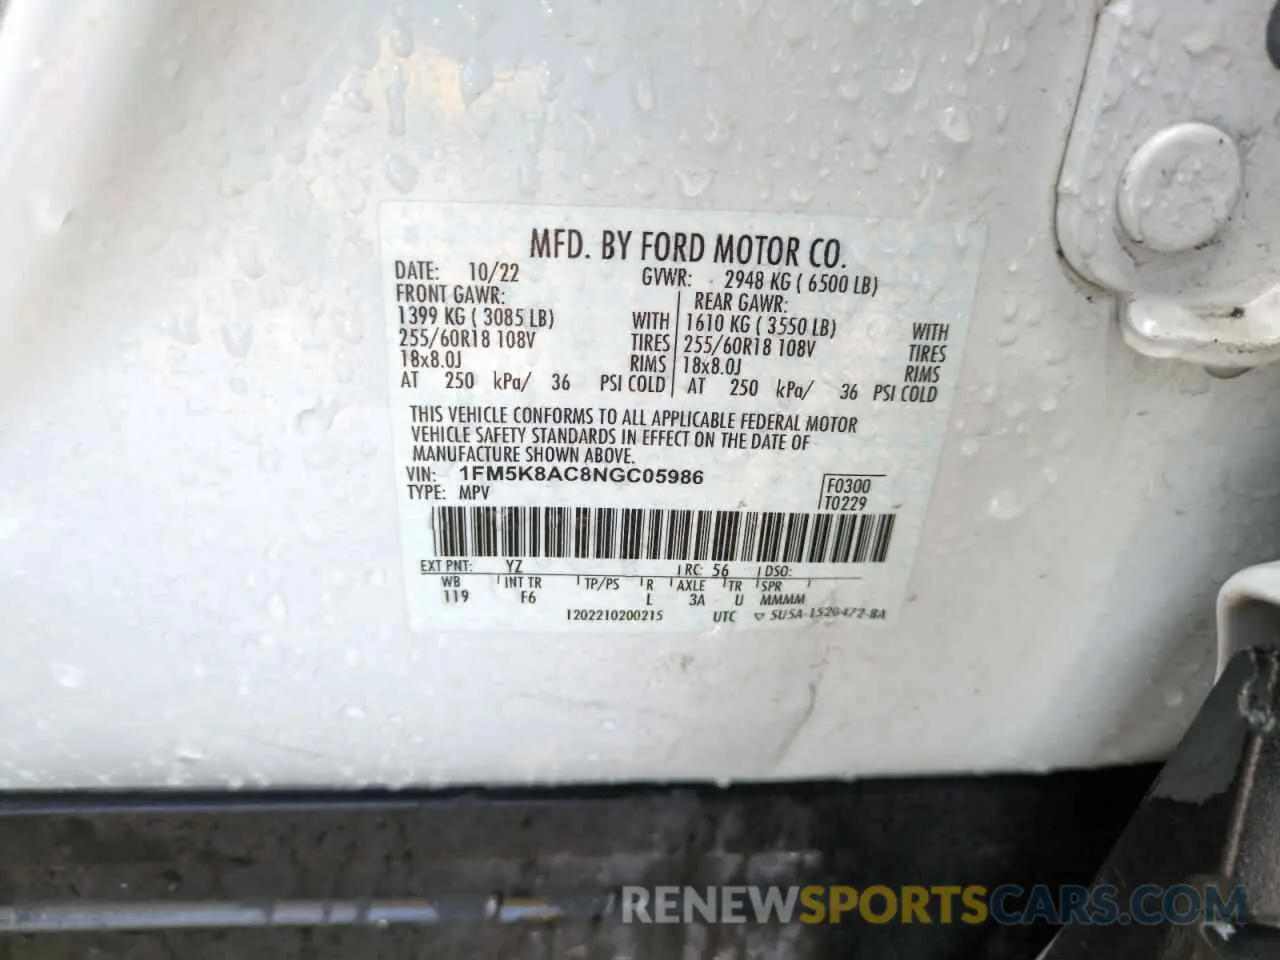 MFD. BY FORD MOTOR CO.
DATE: 10/22 GVWR: 2948 KG ( 6500 LB)
FRONT GAWR: REAR GAWR:
1399 KG ( 3085 LB) WITH 1610 KG ( 3550 LB) WITH
255/60R18 108V TIRES 255/60R18 108V TIRES
18x8.0J RIMS 18x8.0J RIMS
AT 250 kPa/ 36 PSI COLD AT 250 kPa/ 36 PSI COLD
THIS VEHICLE CONFORMS TO ALL APPLICABLE FEDERAL MOTOR
VEHICLE SAFETY STANDARDS IN EFFECT ON THE DATE OF
MANUFACTURE SHOWN ABOVE.
VIN: 1FM5K8AC8NGC05986 F0300
TYPE: MPV T0229
EXT PNT: YZ RC: 56 DSO:
WB INT TR TP/PS R AXLE TR SPR
119 F6 L 3A U MMMM
1202210200215 UTC ▽ SU5A-1520472-BA
RENEWSPORTSCARS.COM